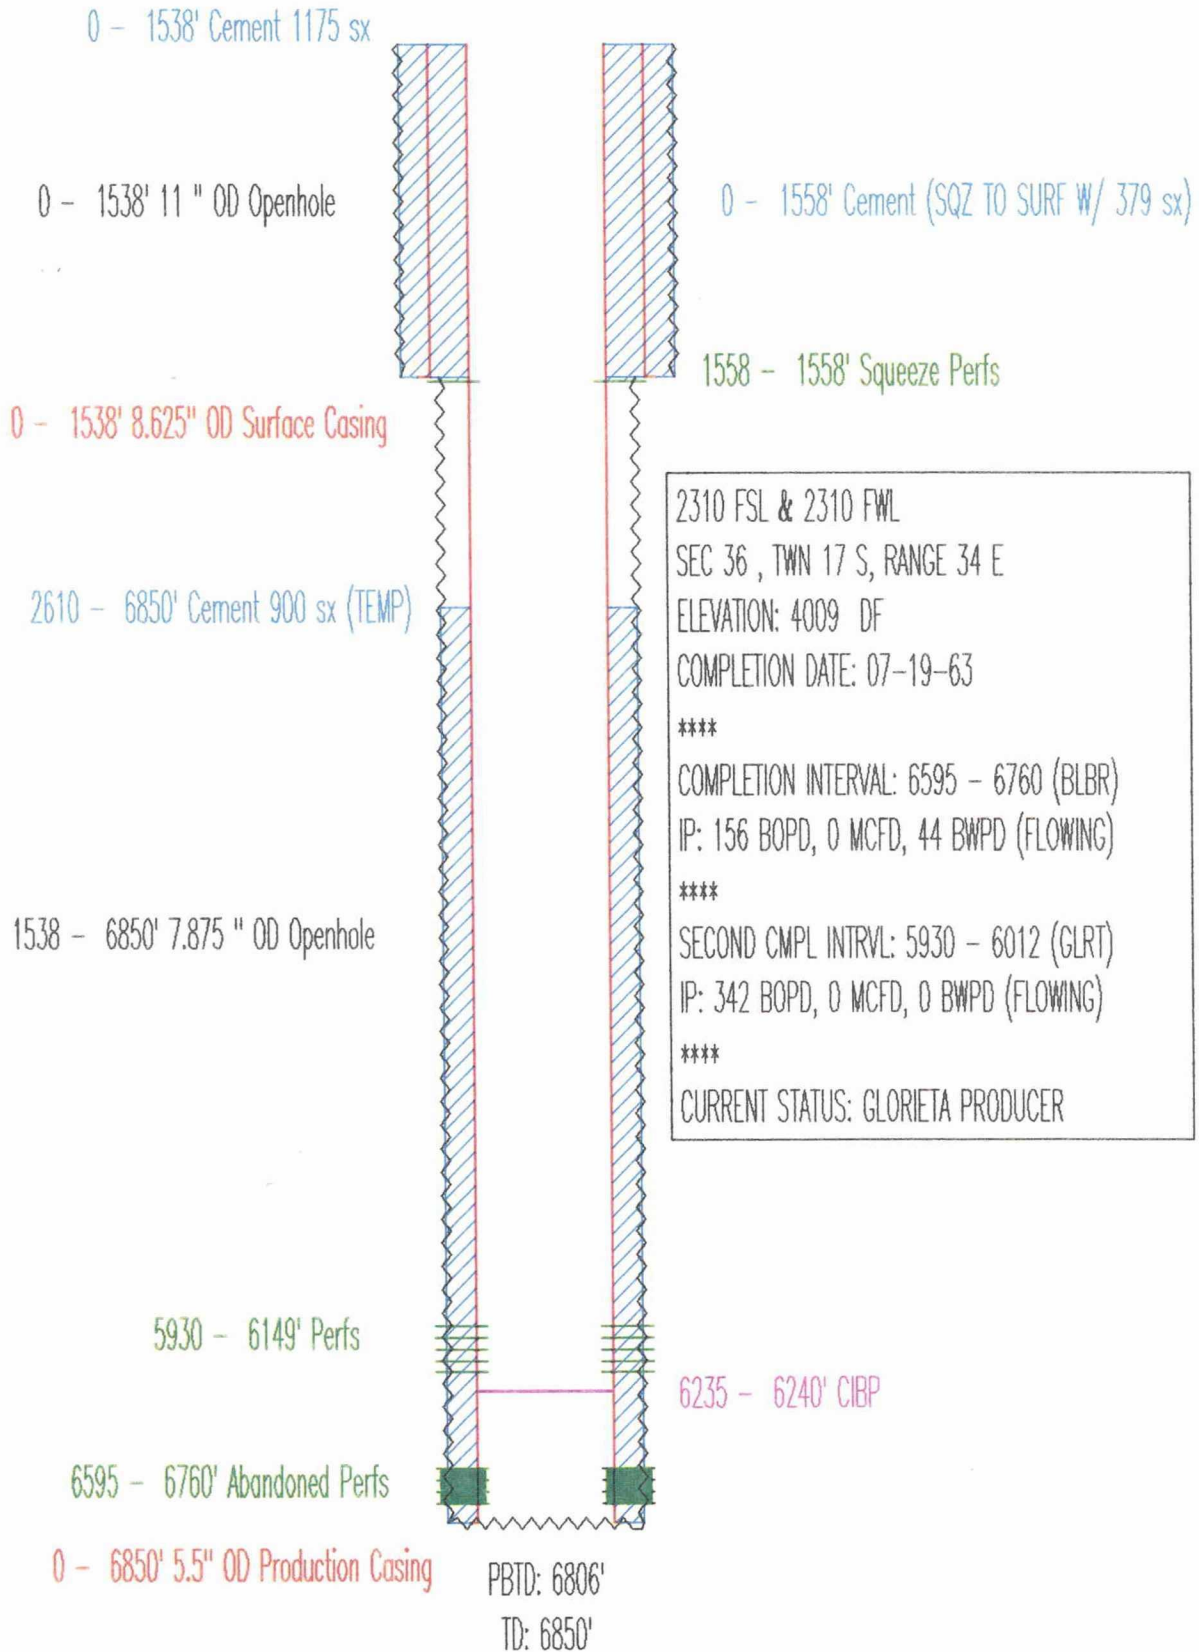 0 - 1538' Cement 1175 sx
0 - 1538' 11 " OD Openhole
0 - 1558' Cement (SQZ TO SURF W/ 379 sx)
1558 - 1558' Squeeze Perfs
0 - 1538' 8.625" OD Surface Casing
2310 FSL & 2310 FWL
SEC 36 , TWN 17 S, RANGE 34 E
ELEVATION: 4009 DF
COMPLETION DATE: 07-19-63
****
COMPLETION INTERVAL: 6595 - 6760 (BLBR)
IP: 156 BOPD, 0 MCFD, 44 BWPD (FLOWING)
****
SECOND CMPL INTRVL: 5930 - 6012 (GLRT)
IP: 342 BOPD, 0 MCFD, 0 BWPD (FLOWING)
****
CURRENT STATUS: GLORIETA PRODUCER
2610 - 6850' Cement 900 sx (TEMP)
1538 - 6850' 7.875 " OD Openhole
5930 - 6149' Perfs
6235 - 6240' CIBP
6595 - 6760' Abandoned Perfs
0 - 6850' 5.5" OD Production Casing
PBTD: 6806'
TD: 6850'